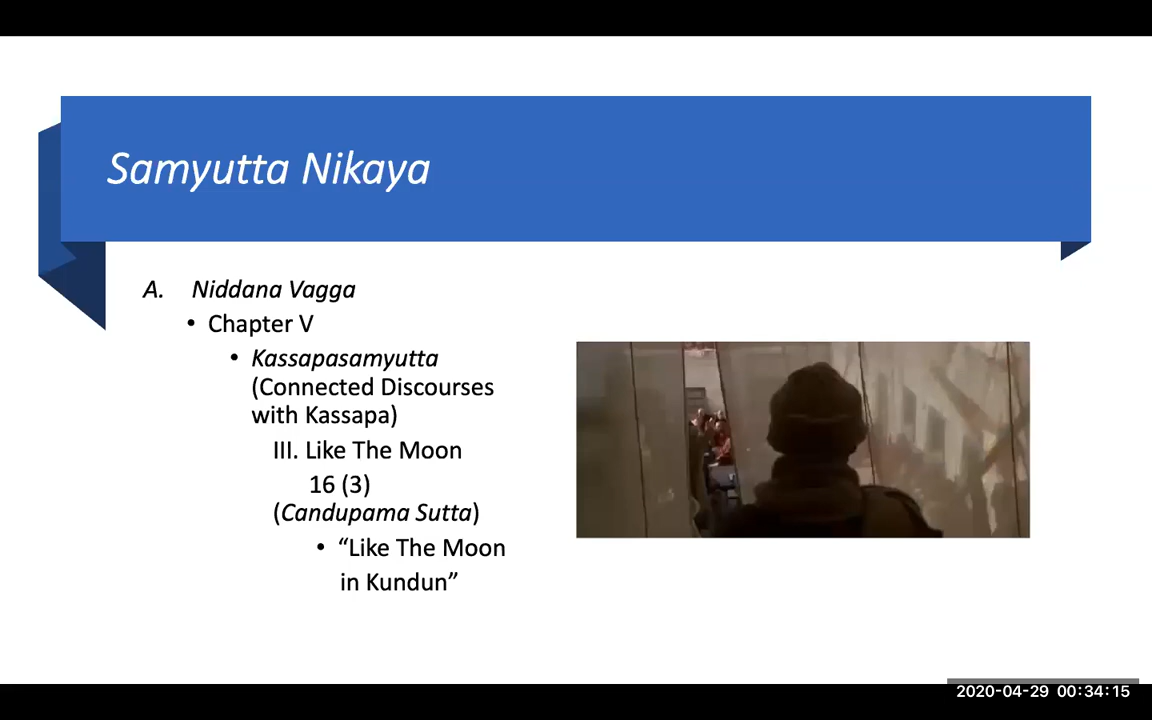 Samyutta Nikaya
A. Niddana Vagga
• Chapter V
• Kassapasamyutta
(Connected Discourses
with Kassapa)
III. Like The Moon
16 (3)
(Candupama Sutta)
• “Like The Moon
in Kundun”
2020-04-29 00:34:15